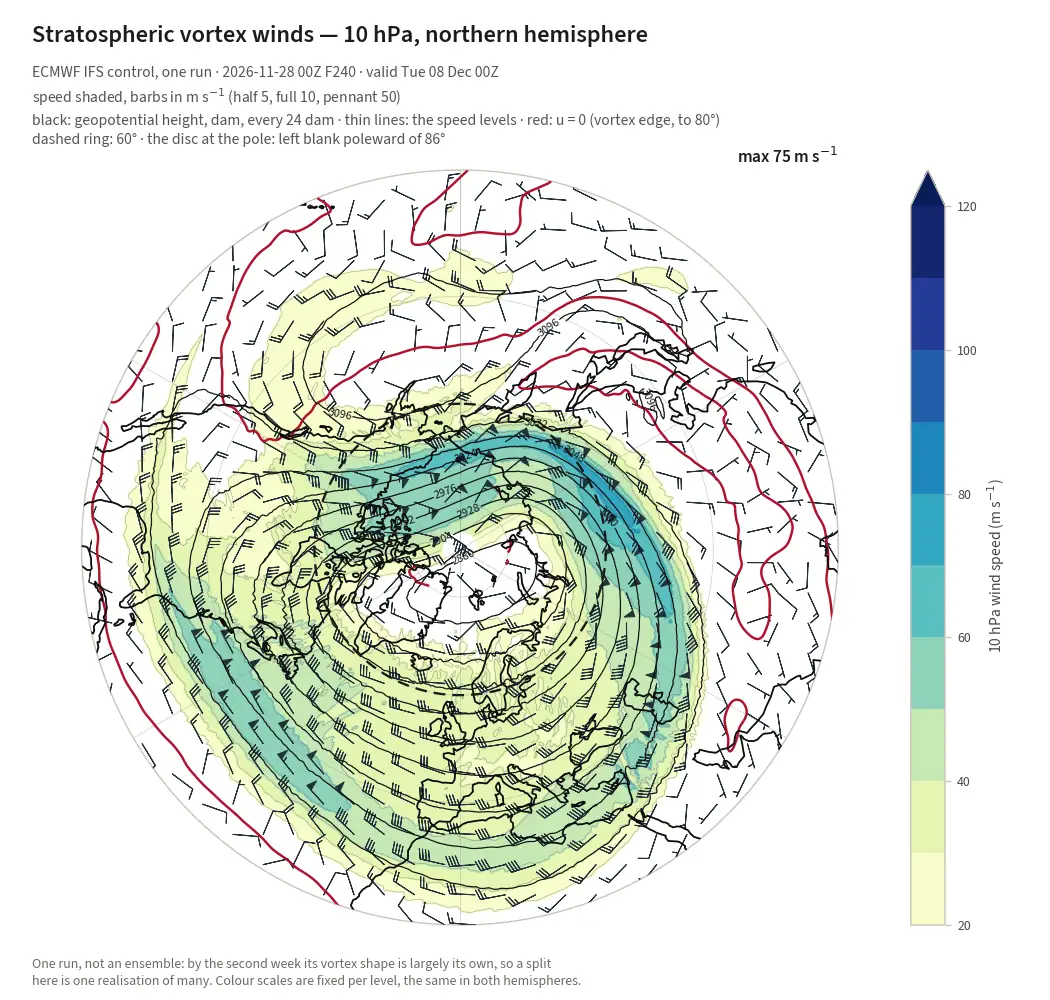 Stratospheric vortex winds — 10 hPa, northern hemisphere
ECMWF IFS control, one run · 2026-11-28 00Z F240 · valid Tue 08 Dec 00Z
speed shaded, barbs in m s⁻¹ (half 5, full 10, pennant 50)
black: geopotential height, dam, every 24 dam · thin lines: the speed levels · red: u = 0 (vortex edge, to 80°)
dashed ring: 60° · the disc at the pole: left blank poleward of 86°
max 75 m s⁻¹
120
100
80
60
40
20
10 hPa wind speed (m s⁻¹)
3096
3096
2976
2928
One run, not an ensemble: by the second week its vortex shape is largely its own, so a split
here is one realisation of many. Colour scales are fixed per level, the same in both hemispheres.